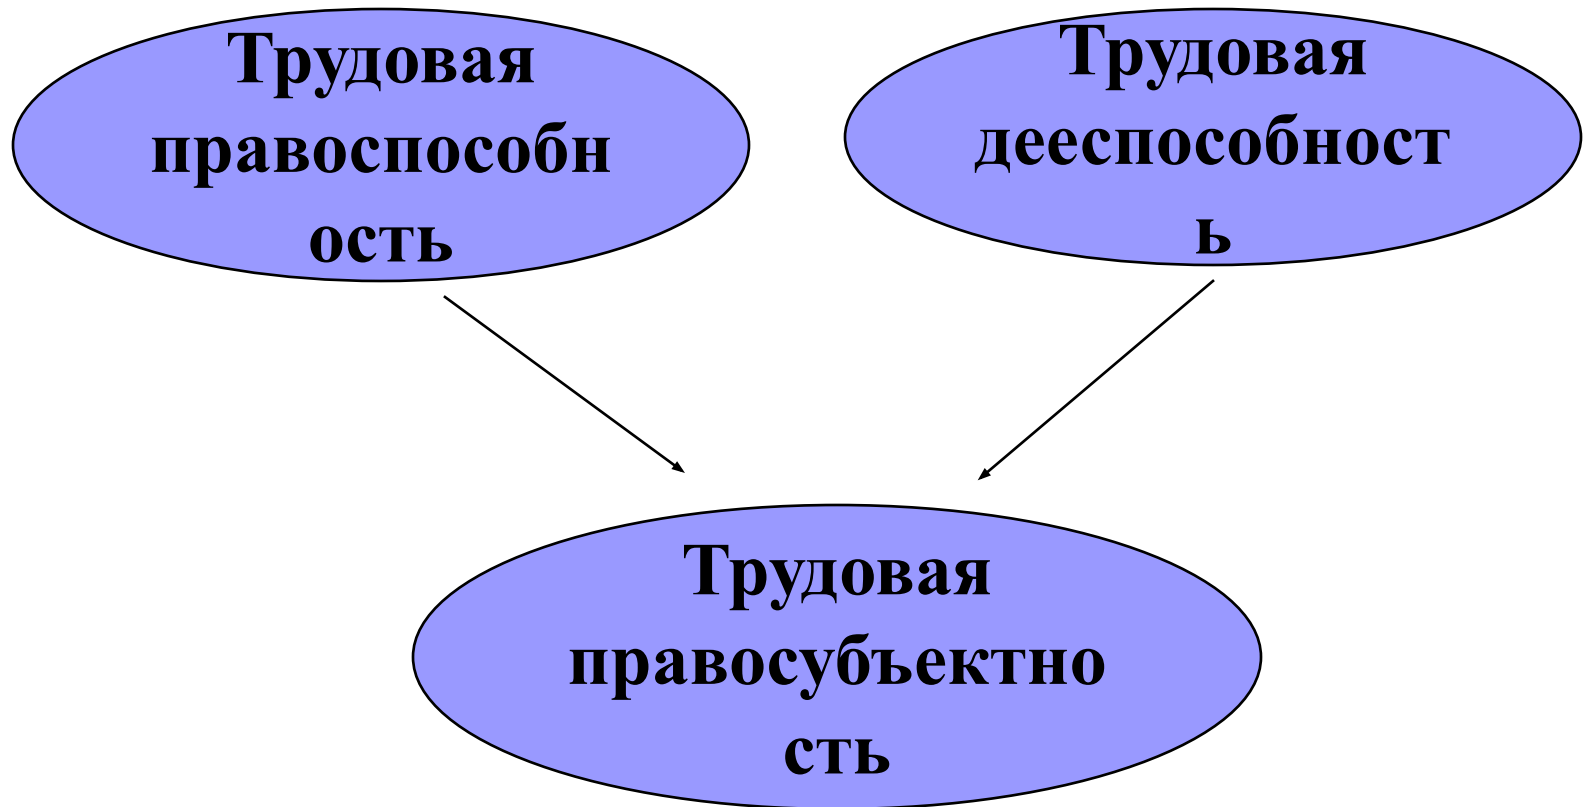 Трудовая
правоспособн
ость
Трудовая
дееспособност
ь
Трудовая
правосубъектно
сть